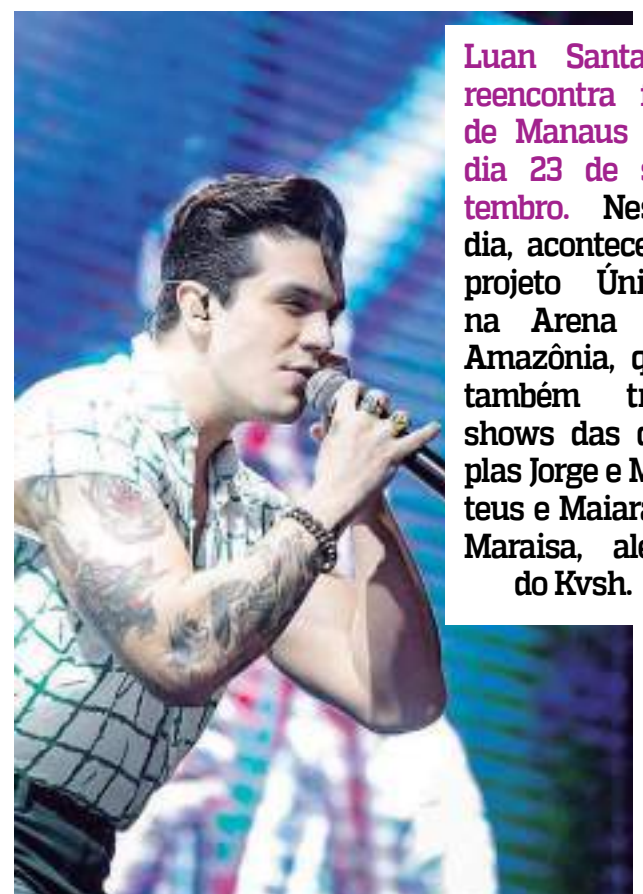 Luan Santa
reencontra
de Manaus
dia 23 de s
tembro. Nes
dia, acontece
projeto Úni
na Arena
Amazônia, q
também tr
shows das d
plas Jorge e M
teus e Maiara
Maraisa, alé
do Kvsh.